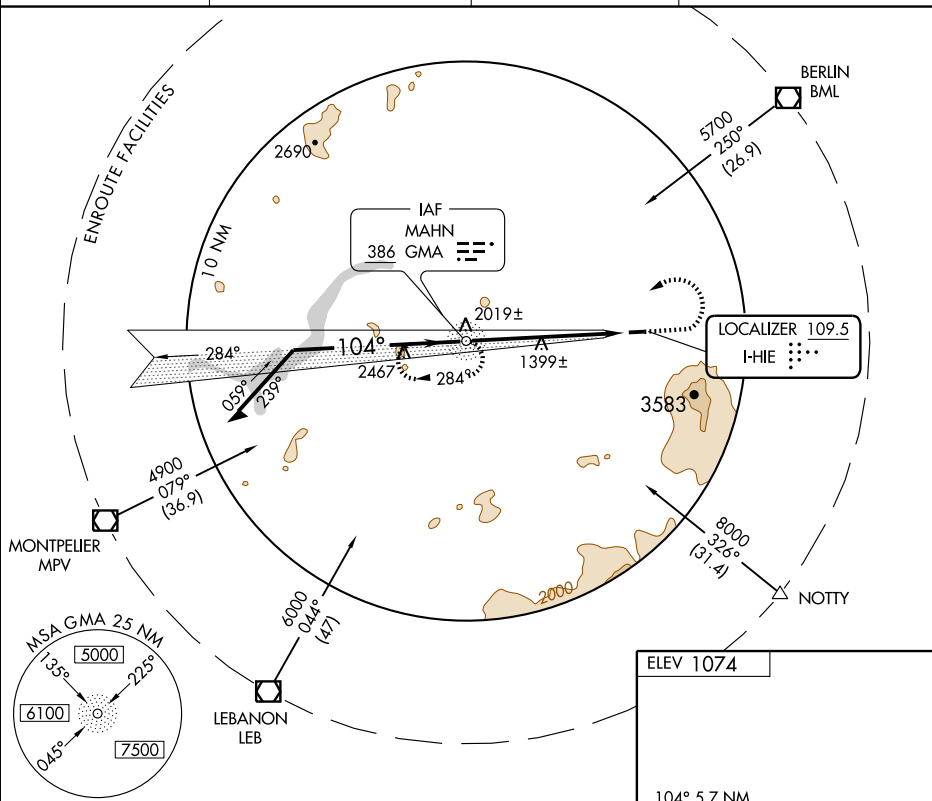 BERLIN
BML
5700
250°
(26.9)
ENROUTE FACILITIES
2690
10 NM
IAF
MAHN
386 GMA
2019±
LOCALIZER 109.5
I-HIE
284°
104°
2467
284°
1399±
059°
239°
3583
4900
079°
(36.9)
MONTPELIER
MPV
8000
326°
(31.4)
NOTTY
2000
6000
044°
(47)
LEBANON
LEB
MSA GMA 25 NM
135°
5000
225°
6100
045°
7500
ELEV 1074
104° 5.7 NM